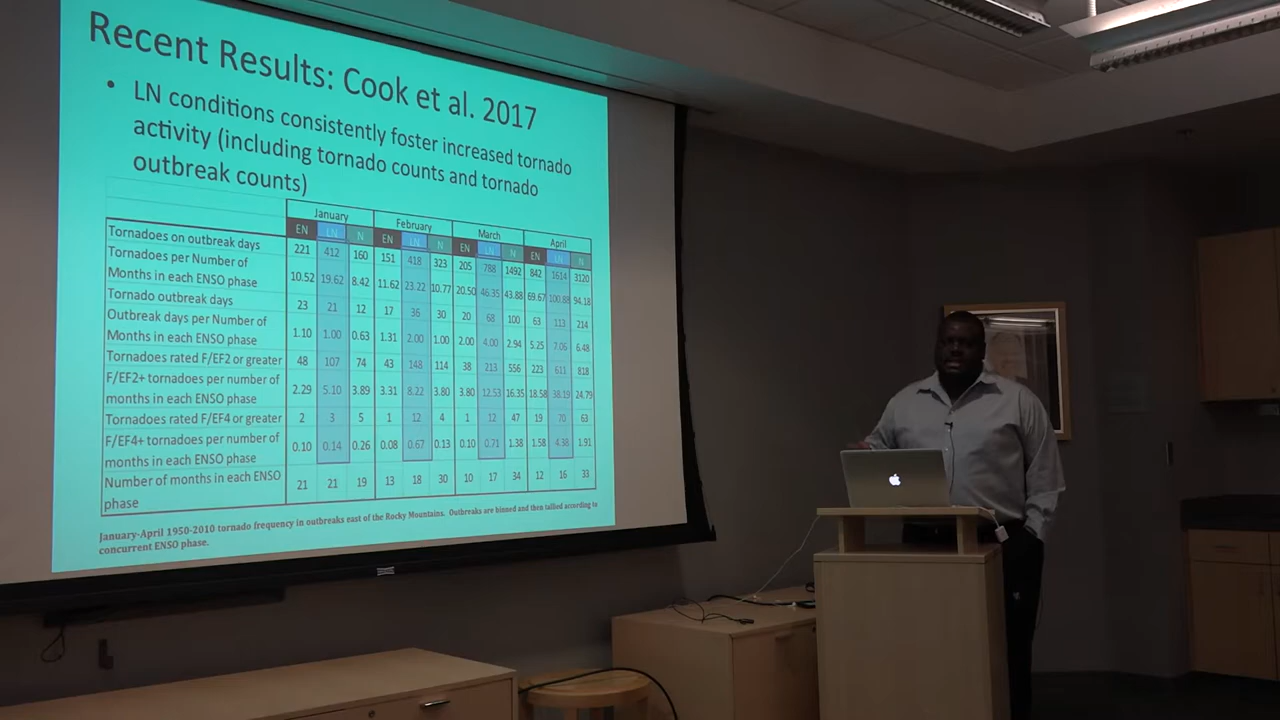 Recent Results: Cook et al. 2017
• LN conditions consistently foster increased tornado
activity (including tornado counts and tornado
outbreak counts)
January February March April
EN LN N EN LN N EN LN N EN LN N
Tornadoes on outbreak days 221 412 160 151 418 323 205 788 1492 842 1614 3120
Tornadoes per Number of
Months in each ENSO phase 10.52 19.62 8.42 11.62 23.22 10.77 20.50 46.35 43.88 69.67 100.88 94.18
Tornado outbreak days 23 21 12 17 36 30 20 68 100 63 113 214
Outbreak days per Number of
Months in each ENSO phase 1.10 1.00 0.63 1.31 2.00 1.00 2.00 4.00 2.94 5.25 7.06 6.48
Tornadoes rated F/EF2 or greater 48 107 74 43 148 114 38 213 556 223 611 818
F/EF2+ tornadoes per number of
months in each ENSO phase 2.29 5.10 3.89 3.31 8.22 3.80 3.80 12.53 16.35 18.58 38.19 24.79
Tornadoes rated F/EF4 or greater 2 3 5 1 12 4 1 12 47 19 70 63
F/EF4+ tornadoes per number of
months in each ENSO phase 0.10 0.14 0.26 0.08 0.67 0.13 0.10 0.71 1.38 1.58 4.38 1.91
Number of months in each ENSO
phase 21 21 19 13 18 30 10 17 34 12 16 33
January-April 1950-2010 tornado frequency in outbreaks east of the Rocky Mountains. Outbreaks are binned and then tallied according to
concurrent ENSO phase.